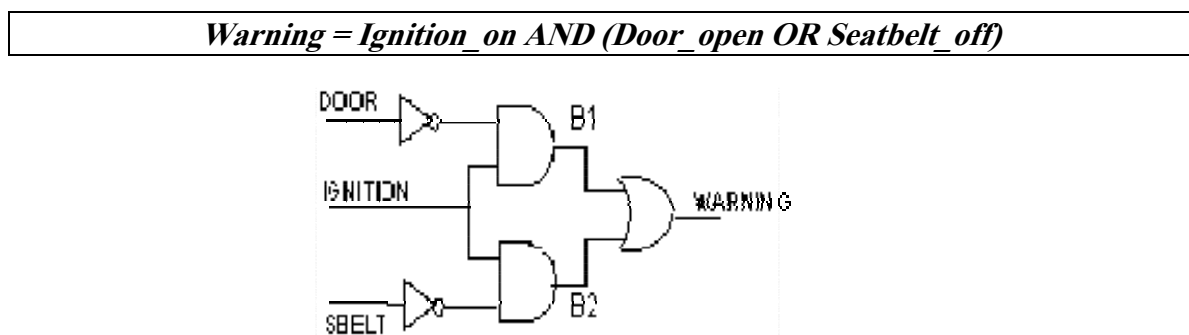 Warning = Ignition_on AND (Door_open OR Seatbelt_off)
DOOR
B1
IGNITION
WARNING
B2
SBELT